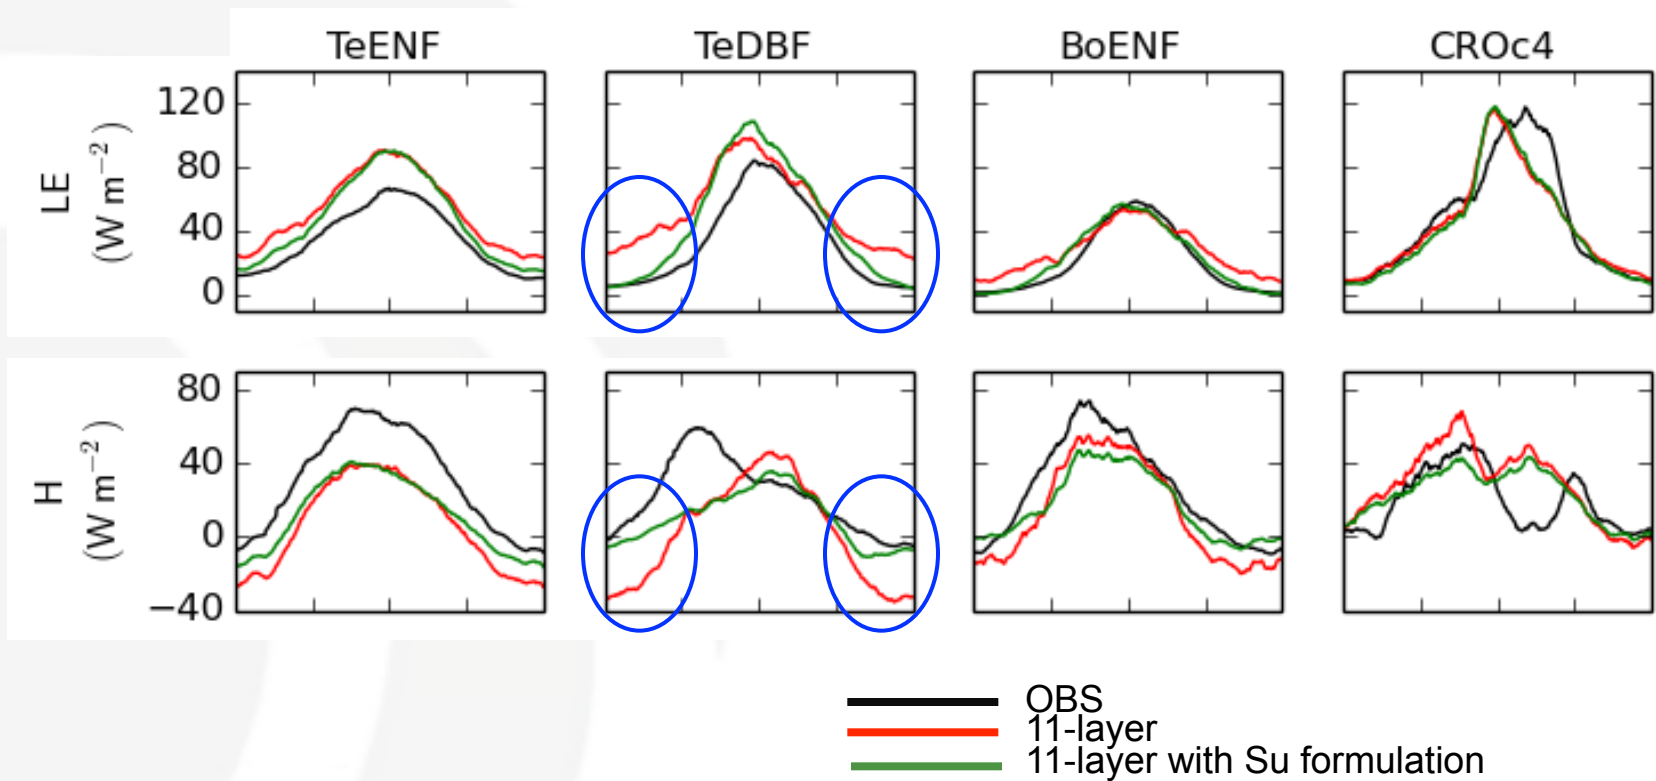 TeENF TeDBF BoENF CROc4
120
80
40
0
LE
(W m⁻²)
80
40
0
−40
H
(W m⁻²)
OBS
11-layer
11-layer with Su formulation